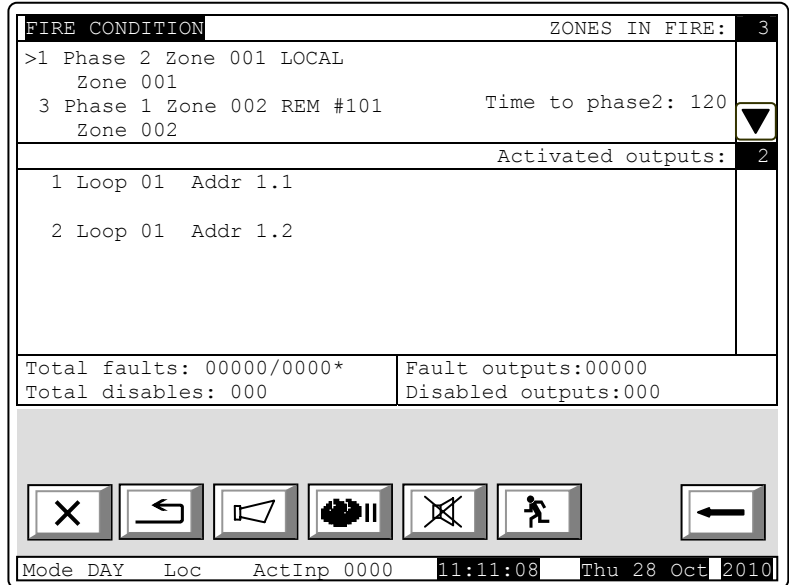 FIRE CONDITION ZONES IN FIRE: 3
>1 Phase 2 Zone 001 LOCAL
Zone 001
3 Phase 1 Zone 002 REM #101 Time to phase2: 120
Zone 002
Activated outputs: 2
1 Loop 01 Addr 1.1
2 Loop 01 Addr 1.2
Total faults: 00000/0000* Fault outputs:00000
Total disables: 000 Disabled outputs:000
Mode DAY Loc ActInp 0000 11:11:08 Thu 28 Oct 2010